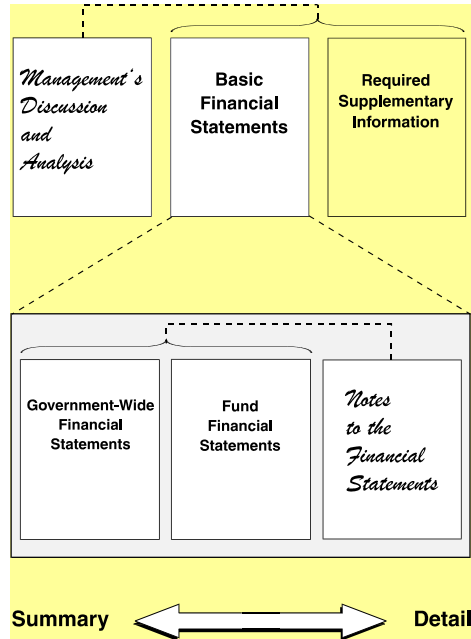 Management's
Discussion
and
Analysis
Basic
Financial
Statements
Required
Supplementary
Information
Government-Wide
Financial
Statements
Fund
Financial
Statements
Notes
to the
Financial
Statements
Summary
Detail